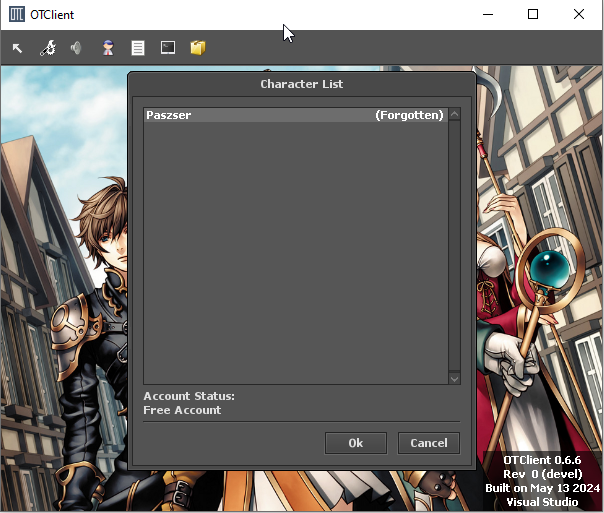 OTClient
Character List
Paszser (Forgotten)
Account Status:
Free Account
Ok Cancel
OTClient 0.6.6
Rev 0 (devel)
Built on May 13 2024
Visual Studio